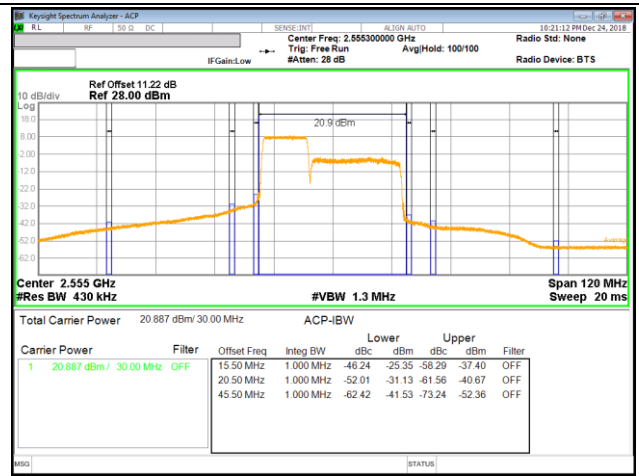 Keysight Spectrum Analyzer - ACP
RL RF 50 Ω DC SENSE:INT ALIGN AUTO 10:21:12 PM Dec 24, 2018
Center Freq: 2.555300000 GHz Radio Std: None
Trig: Free Run Avg|Hold: 100/100
IFGain:Low #Atten: 28 dB Radio Device: BTS
Ref Offset 11.22 dB
10 dB/div Ref 28.00 dBm
Log
18.0
20.9 dBm
8.00
-2.00
-12.0
-22.0
-32.0
-42.0
-52.0 Average
-62.0
Center 2.555 GHz Span 120 MHz
#Res BW 430 kHz #VBW 1.3 MHz Sweep 20 ms
Total Carrier Power 20.887 dBm/ 30.00 MHz ACP-IBW
Lower Upper
Carrier Power Filter Offset Freq Integ BW dBc dBm dBc dBm Filter
1 20.887 dBm / 30.00 MHz OFF 15.50 MHz 1.000 MHz -46.24 -25.35 -58.29 -37.40 OFF
20.50 MHz 1.000 MHz -52.01 -31.13 -61.56 -40.67 OFF
45.50 MHz 1.000 MHz -62.42 -41.53 -73.24 -52.36 OFF
MSG STATUS